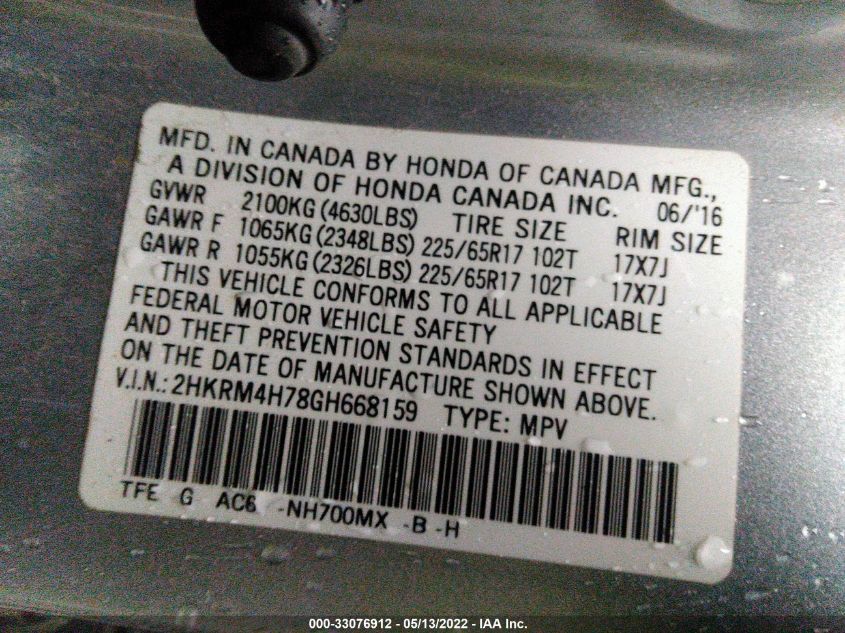 MFD. IN CANADA BY HONDA OF CANADA MFG.,
A DIVISION OF HONDA CANADA INC. 06/'16
GVWR 2100KG (4630LBS) TIRE SIZE RIM SIZE
GAWR F 1065KG (2348LBS) 225/65R17 102T 17X7J
GAWR R 1055KG (2326LBS) 225/65R17 102T 17X7J
THIS VEHICLE CONFORMS TO ALL APPLICABLE
FEDERAL MOTOR VEHICLE SAFETY
AND THEFT PREVENTION STANDARDS IN EFFECT
ON THE DATE OF MANUFACTURE SHOWN ABOVE.
V.I.N.: 2HKRM4H78GH668159 TYPE: MPV
TFE G AC6 -NH700MX -B -H
000-33076912 - 05/13/2022 - IAA Inc.